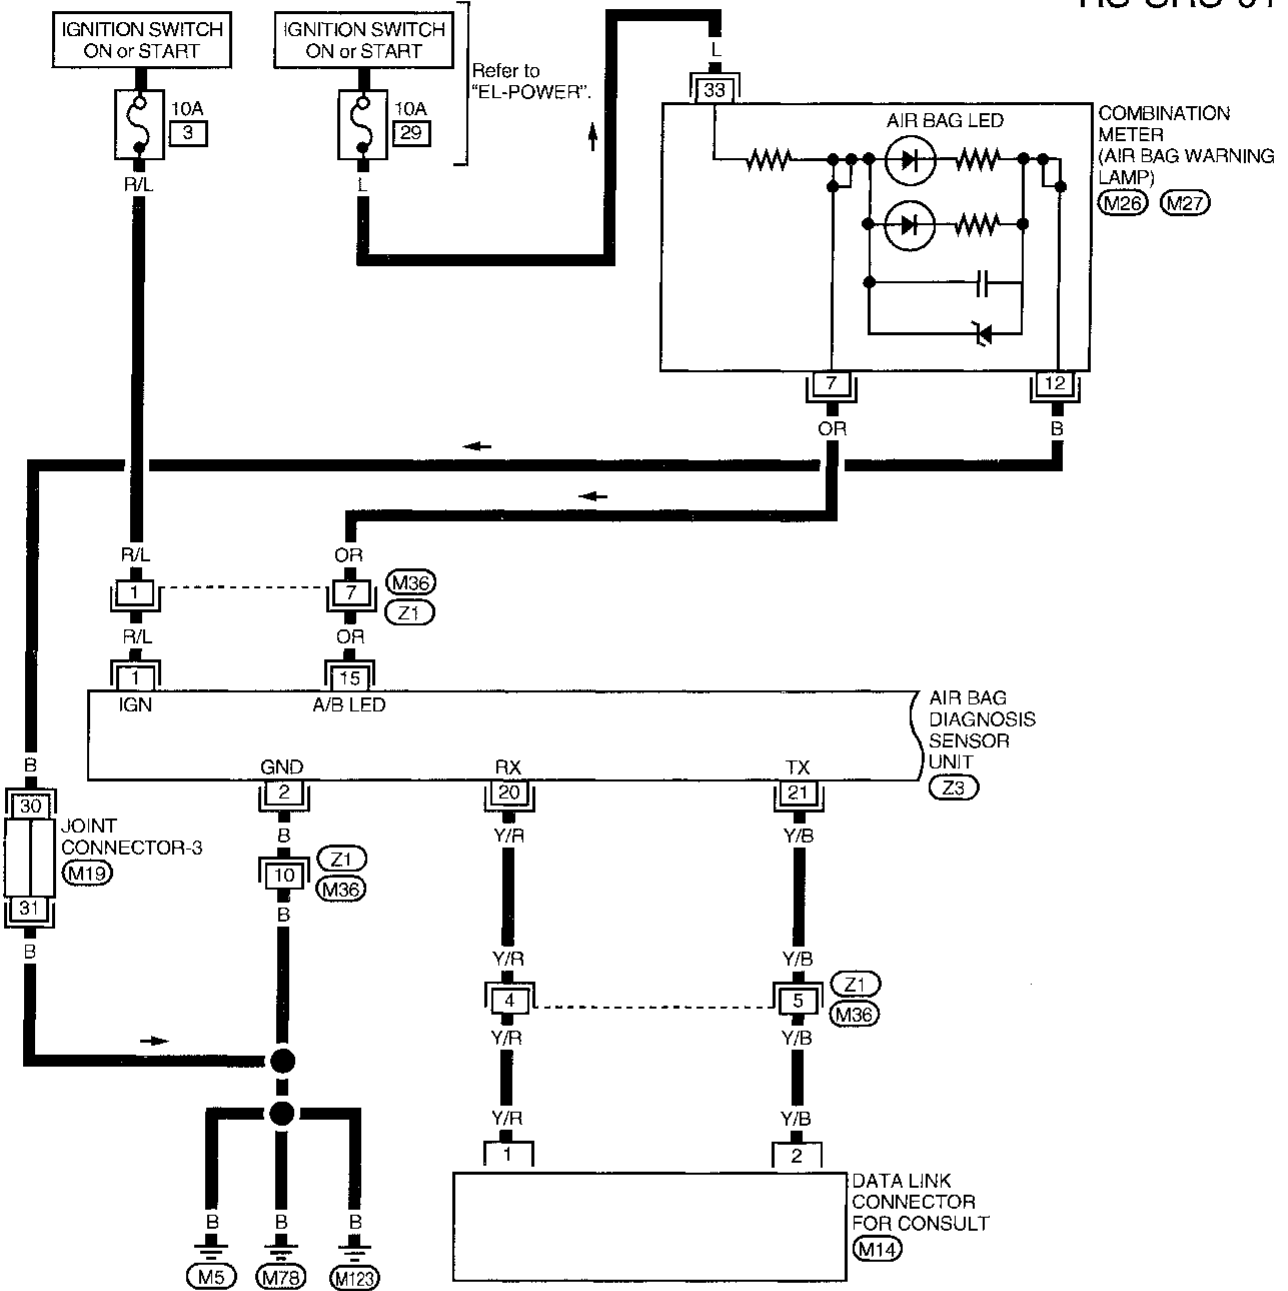 IGNITION SWITCH
ON or START
IGNITION SWITCH
ON or START
Refer to
"EL-POWER".
10A
3
10A
29
R/L
L
L
33
AIR BAG LED
COMBINATION
METER
(AIR BAG WARNING
LAMP)
M26 M27
7
12
OR
B
R/L
OR
1
7
M36
Z1
R/L
OR
1
15
IGN
A/B LED
AIR BAG
DIAGNOSIS
SENSOR
UNIT
Z3
GND
RX
TX
2
20
21
B
30
JOINT
CONNECTOR-3
M19
31
B
B
10
Z1
M36
B
Y/R
Y/B
Y/R
Y/B
4
5
Z1
M36
Y/R
Y/B
Y/R
Y/B
1
2
DATA LINK
CONNECTOR
FOR CONSULT
M14
B
B
B
M5
M78
M123